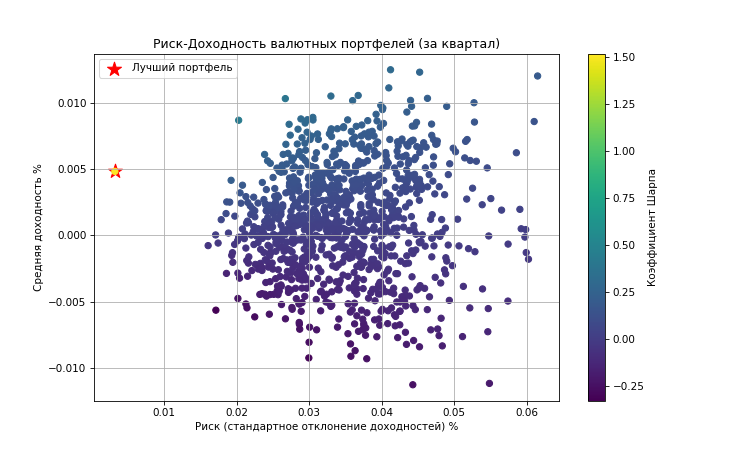 Риск-Доходность валютных портфелей (за квартал)
Лучший портфель
0.010
0.005
0.000
−0.005
−0.010
Средняя доходность %
0.01 0.02 0.03 0.04 0.05 0.06
Риск (стандартное отклонение доходностей) %
1.50
1.25
1.00
0.75
0.50
0.25
0.00
−0.25
Коэффициент Шарпа